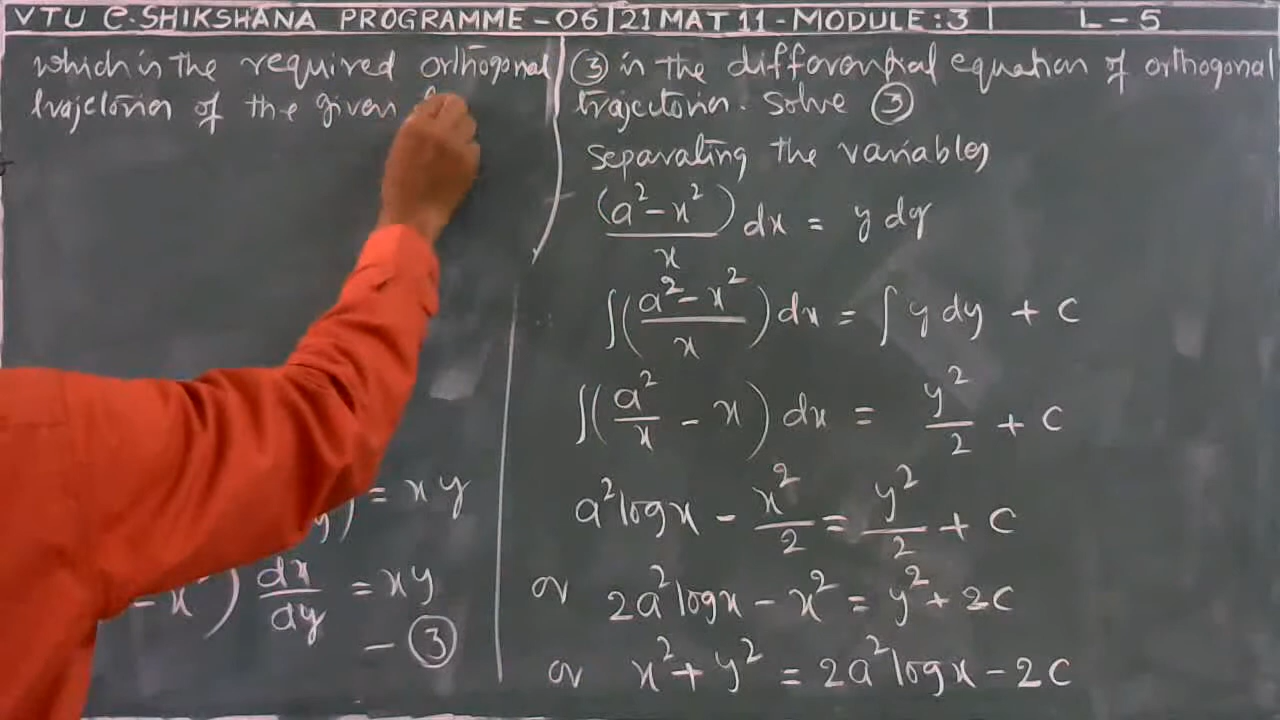 VTU e-SHIKSHANA PROGRAMME - 06 | 21MAT11 - MODULE : 3 | L - 5
which is the required orthogonal
trajectories of the given
= xy
y)
- x²) dx/dy = xy
- ③
③ is the differential equation of orthogonal
trajectories. Solve ③
Separating the variables
(a² - x²)/x dx = y dy
∫((a² - x²)/x) dx = ∫ y dy + C
∫(a²/x - x) dx = y²/2 + C
a² log x - x²/2 = y²/2 + C
or 2a² log x - x² = y² + 2C
or x² + y² = 2a² log x - 2C